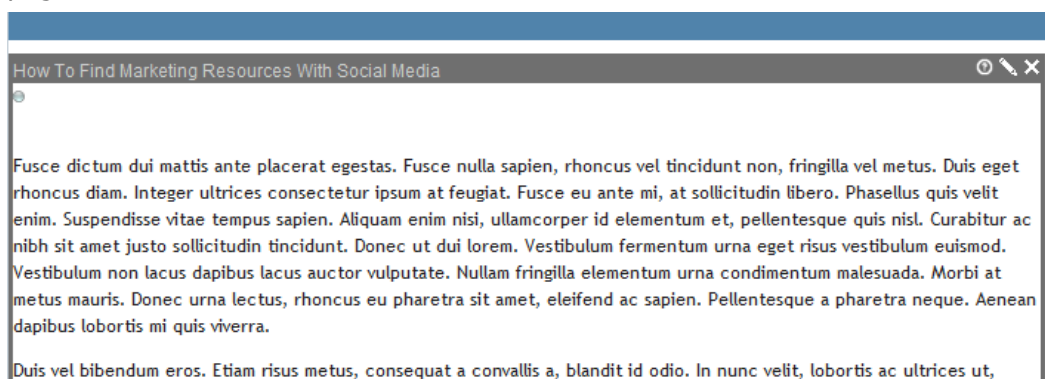 How To Find Marketing Resources With Social Media
Fusce dictum dui mattis ante placerat egestas. Fusce nulla sapien, rhoncus vel tincidunt non, fringilla vel metus. Duis eget
rhoncus diam. Integer ultrices consectetur ipsum at feugiat. Fusce eu ante mi, at sollicitudin libero. Phasellus quis velit
enim. Suspendisse vitae tempus sapien. Aliquam enim nisi, ullamcorper id elementum et, pellentesque quis nisl. Curabitur ac
nibh sit amet justo sollicitudin tincidunt. Donec ut dui lorem. Vestibulum fermentum urna eget risus vestibulum euismod.
Vestibulum non lacus dapibus lacus auctor vulputate. Nullam fringilla elementum urna condimentum malesuada. Morbi at
metus mauris. Donec urna lectus, rhoncus eu pharetra sit amet, eleifend ac sapien. Pellentesque a pharetra neque. Aenean
dapibus lobortis mi quis viverra.
Duis vel bibendum eros. Etiam risus metus, consequat a convallis a, blandit id odio. In nunc velit, lobortis ac ultrices ut,